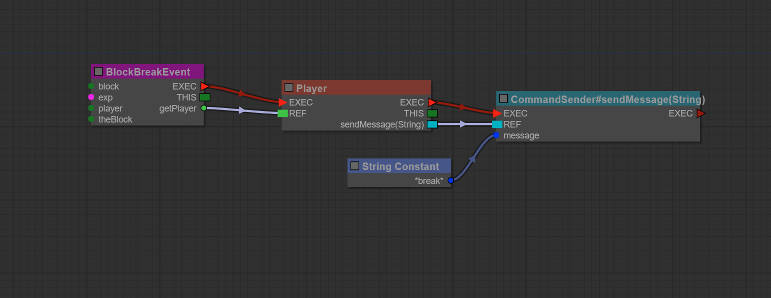 BlockBreakEvent
block EXEC
exp THIS
player getPlayer
theBlock
Player
EXEC EXEC
REF THIS
sendMessage(String)
CommandSender#sendMessage(String)
EXEC EXEC
REF
message
String Constant
"break"